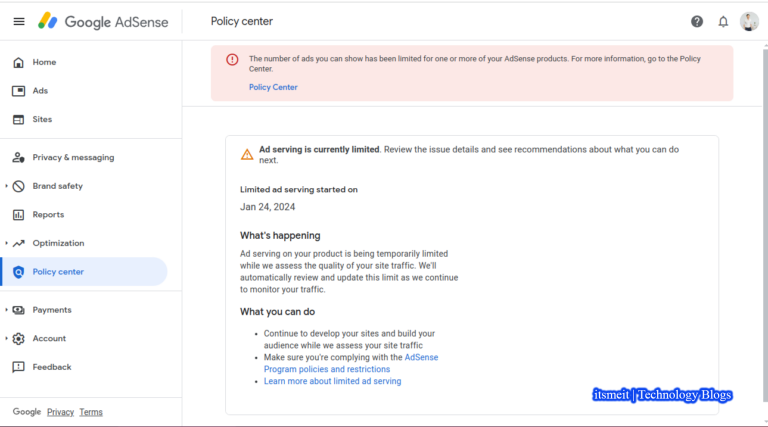 Google AdSense
Policy center
Home
Ads
Sites
Privacy & messaging
Brand safety
Reports
Optimization
Policy center
Payments
Account
Feedback
Google Privacy Terms
The number of ads you can show has been limited for one or more of your AdSense products. For more information, go to the Policy
Center.
Policy Center
Ad serving is currently limited. Review the issue details and see recommendations about what you can do
next.
Limited ad serving started on
Jan 24, 2024
What's happening
Ad serving on your product is being temporarily limited
while we assess the quality of your site traffic. We'll
automatically review and update this limit as we continue
to monitor your traffic.
What you can do
Continue to develop your sites and build your
audience while we assess your site traffic
Make sure you're complying with the AdSense
Program policies and restrictions
Learn more about limited ad serving
itsmeit | Technology Blogs